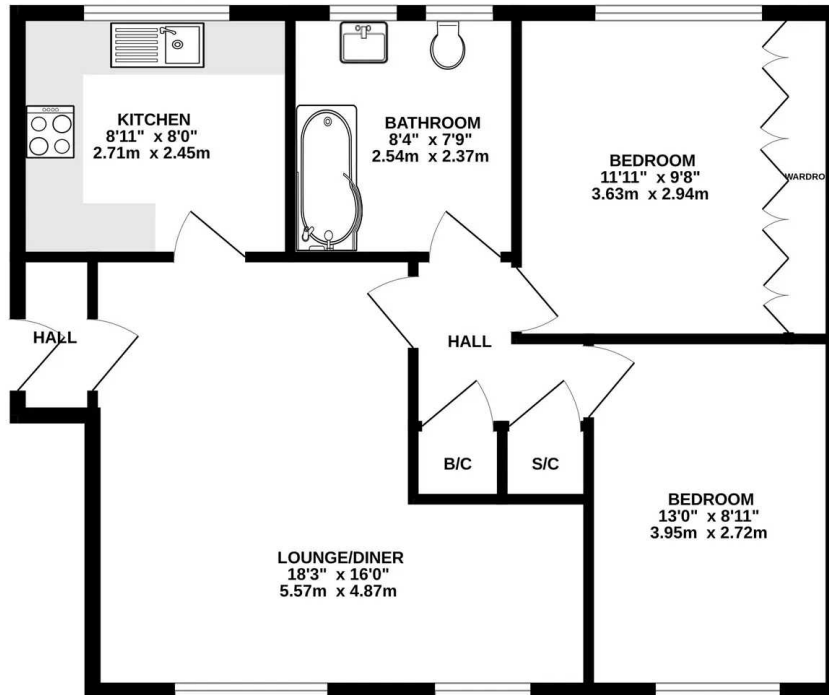 KITCHEN
8'11" x 8'0"
2.71m x 2.45m
BATHROOM
8'4" x 7'9"
2.54m x 2.37m
BEDROOM
11'11" x 9'8"
3.63m x 2.94m
WARDRO
HALL
HALL
B/C
S/C
BEDROOM
13'0" x 8'11"
3.95m x 2.72m
LOUNGE/DINER
18'3" x 16'0"
5.57m x 4.87m